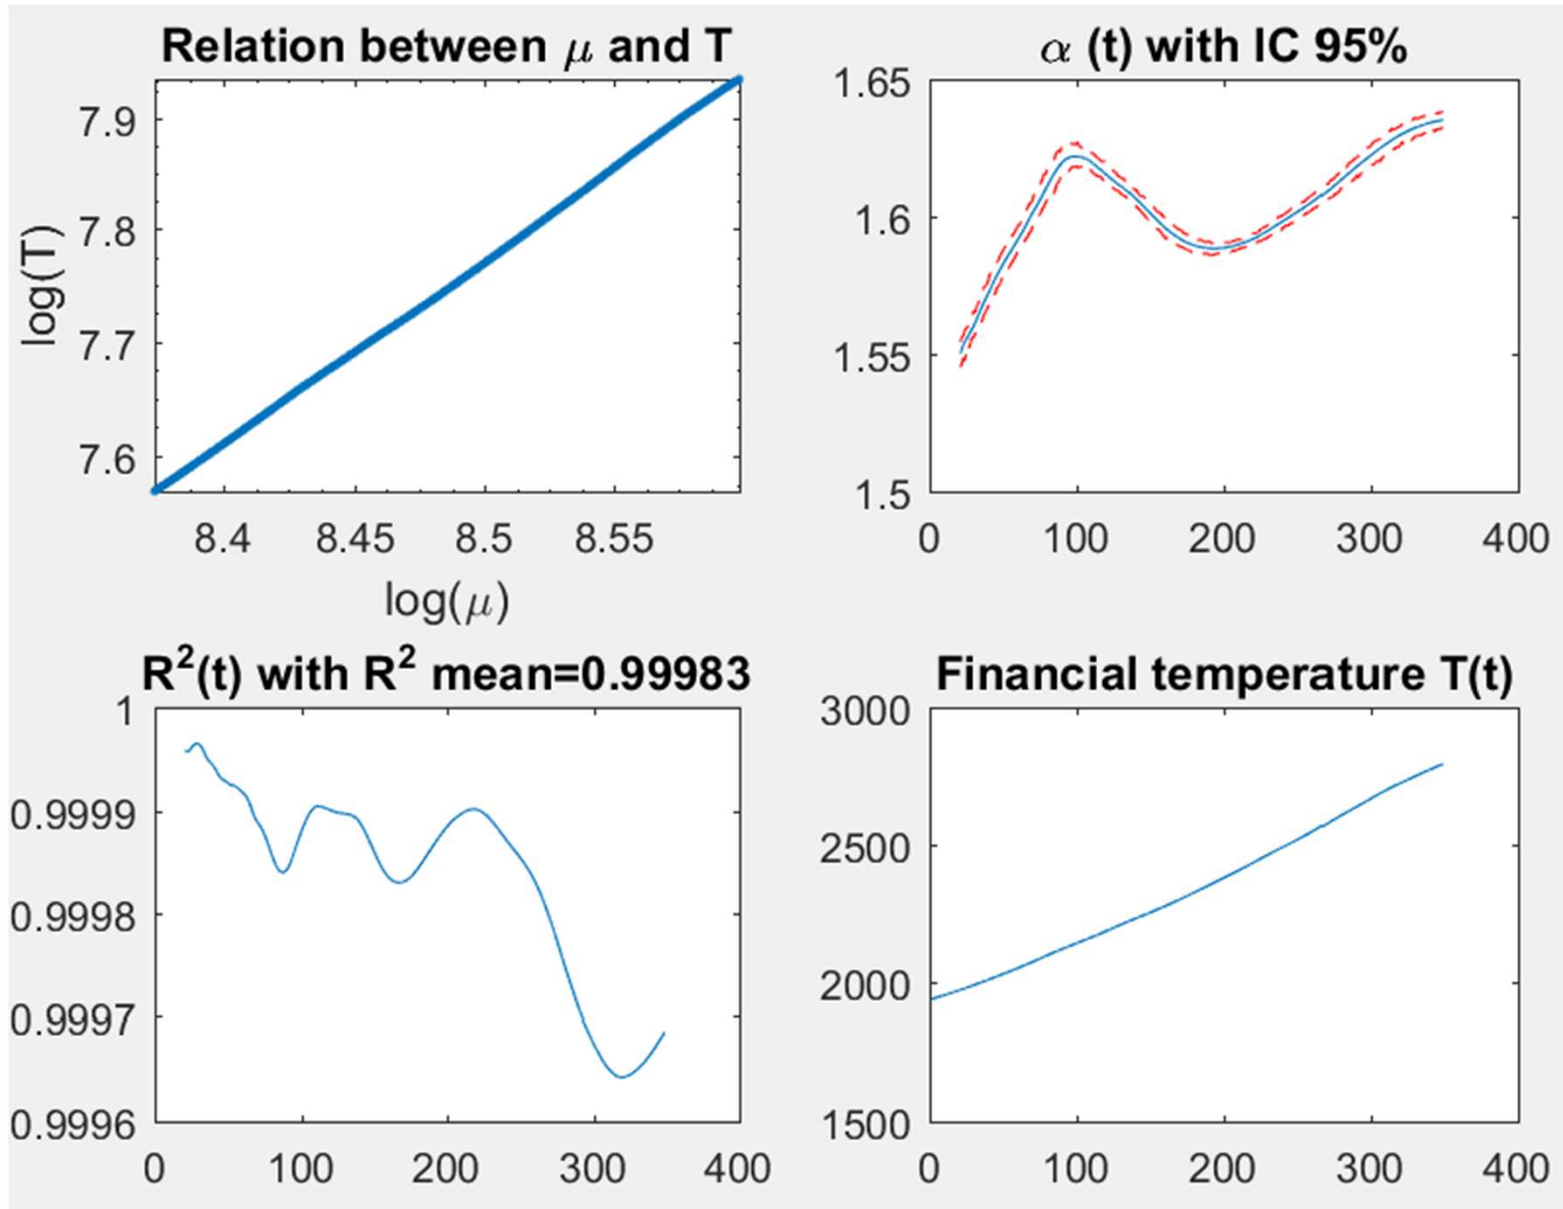 Relation between μ and T
7.9
7.8
7.7
7.6
log(T)
8.4 8.45 8.5 8.55
log(μ)
α (t) with IC 95%
1.65
1.6
1.55
1.5
0 100 200 300 400
R²(t) with R² mean=0.99983
1
0.9999
0.9998
0.9997
0.9996
0 100 200 300 400
Financial temperature T(t)
3000
2500
2000
1500
0 100 200 300 400